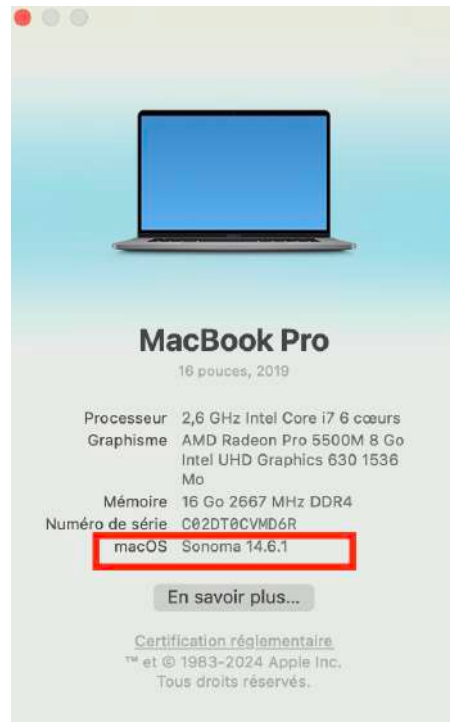 MacBook Pro
16 pouces, 2019
Processeur 2,6 GHz Intel Core i7 6 cœurs
Graphisme AMD Radeon Pro 5500M 8 Go
Intel UHD Graphics 630 1536
Mo
Mémoire 16 Go 2667 MHz DDR4
Numéro de série C02DT0CVMD6R
macOS Sonoma 14.6.1
En savoir plus...
Certification réglementaire
™ et © 1983-2024 Apple Inc.
Tous droits réservés.